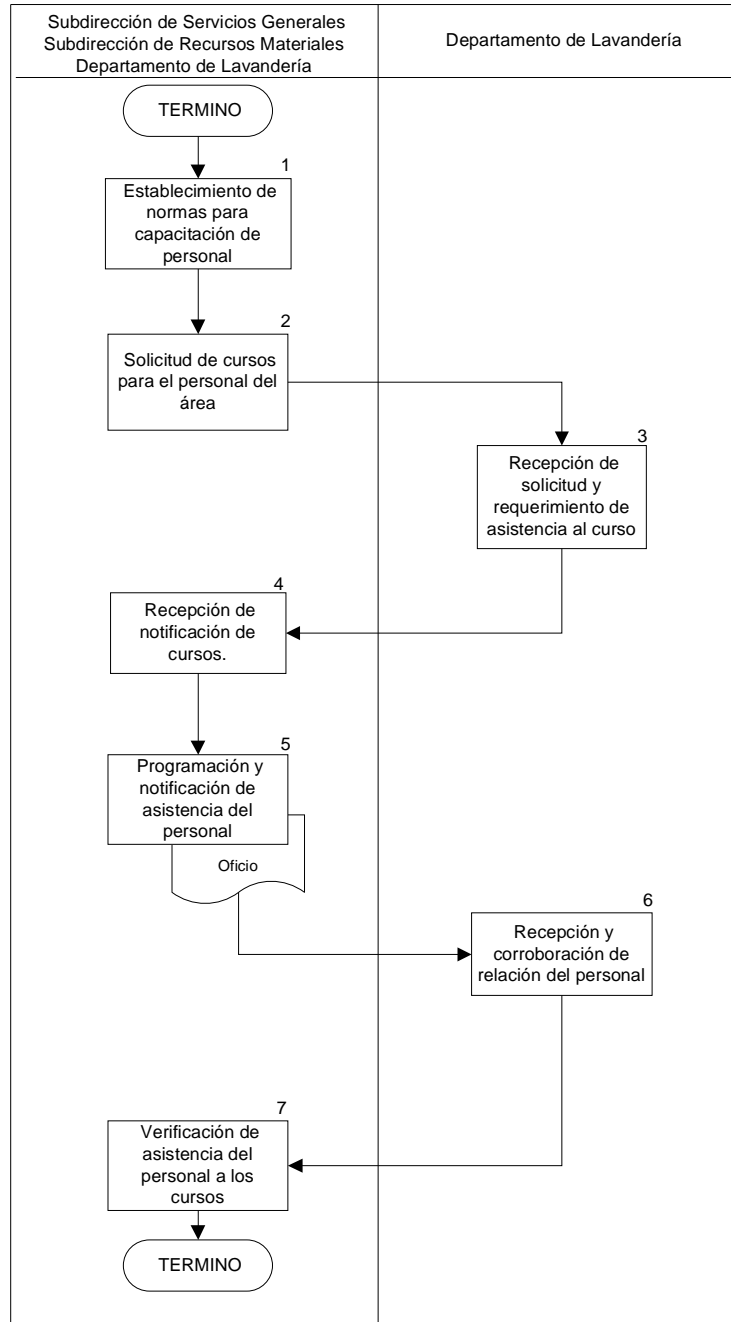 Subdirección de Servicios Generales
Subdirección de Recursos Materiales
Departamento de Lavandería
Departamento de Lavandería
TERMINO
1
Establecimiento de
normas para
capacitación de
personal
2
Solicitud de cursos
para el personal del
área
3
Recepción de
solicitud y
requerimiento de
asistencia al curso
4
Recepción de
notificación de
cursos.
5
Programación y
notificación de
asistencia del
personal
Oficio
6
Recepción y
corroboración de
relación del personal
7
Verificación de
asistencia del
personal a los
cursos
TERMINO